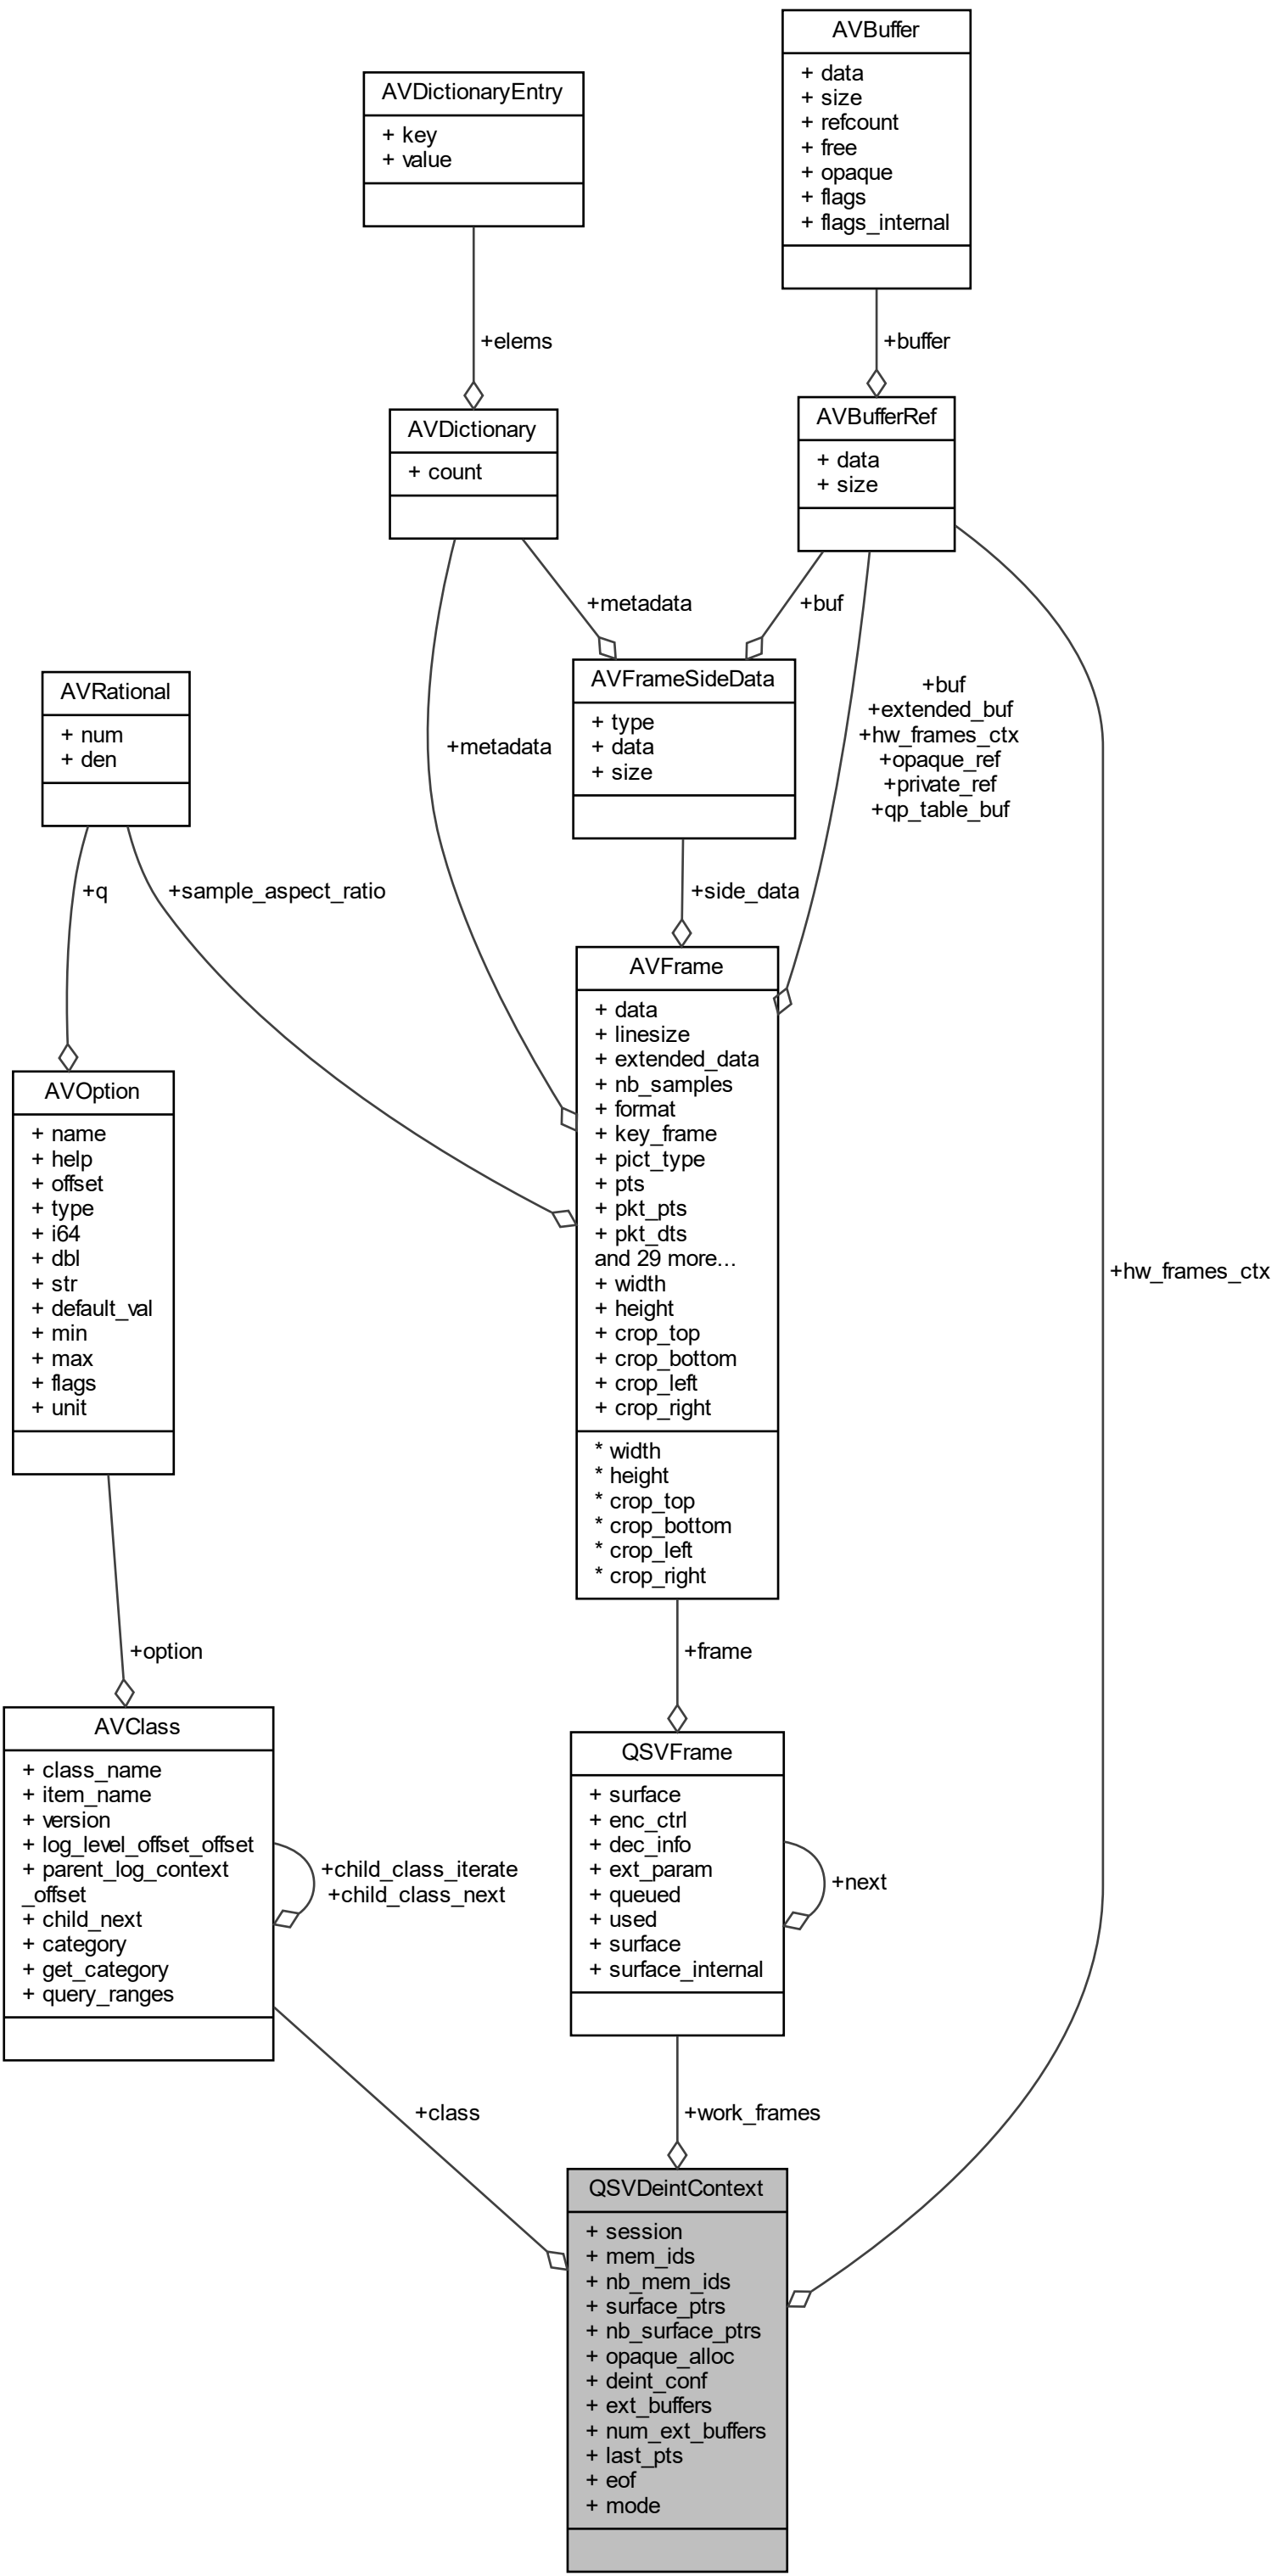 AVBuffer
+ data
+ size
+ refcount
+ free
+ opaque
+ flags
+ flags_internal
AVDictionaryEntry
+ key
+ value
+elems
+buffer
AVDictionary
+ count
AVBufferRef
+ data
+ size
+metadata
+buf
AVFrameSideData
+ type
+ data
+ size
AVRational
+ num
+ den
+metadata
+buf
+extended_buf
+hw_frames_ctx
+opaque_ref
+private_ref
+qp_table_buf
+q
+sample_aspect_ratio
+side_data
AVFrame
+ data
+ linesize
+ extended_data
+ nb_samples
+ format
+ key_frame
+ pict_type
+ pts
+ pkt_pts
+ pkt_dts
and 29 more...
+ width
+ height
+ crop_top
+ crop_bottom
+ crop_left
+ crop_right
* width
* height
* crop_top
* crop_bottom
* crop_left
* crop_right
AVOption
+ name
+ help
+ offset
+ type
+ i64
+ dbl
+ str
+ default_val
+ min
+ max
+ flags
+ unit
+hw_frames_ctx
+option
+frame
AVClass
+ class_name
+ item_name
+ version
+ log_level_offset_offset
+ parent_log_context
_offset
+ child_next
+ category
+ get_category
+ query_ranges
+child_class_iterate
+child_class_next
QSVFrame
+ surface
+ enc_ctrl
+ dec_info
+ ext_param
+ queued
+ used
+ surface
+ surface_internal
+next
+class
+work_frames
QSVDeintContext
+ session
+ mem_ids
+ nb_mem_ids
+ surface_ptrs
+ nb_surface_ptrs
+ opaque_alloc
+ deint_conf
+ ext_buffers
+ num_ext_buffers
+ last_pts
+ eof
+ mode